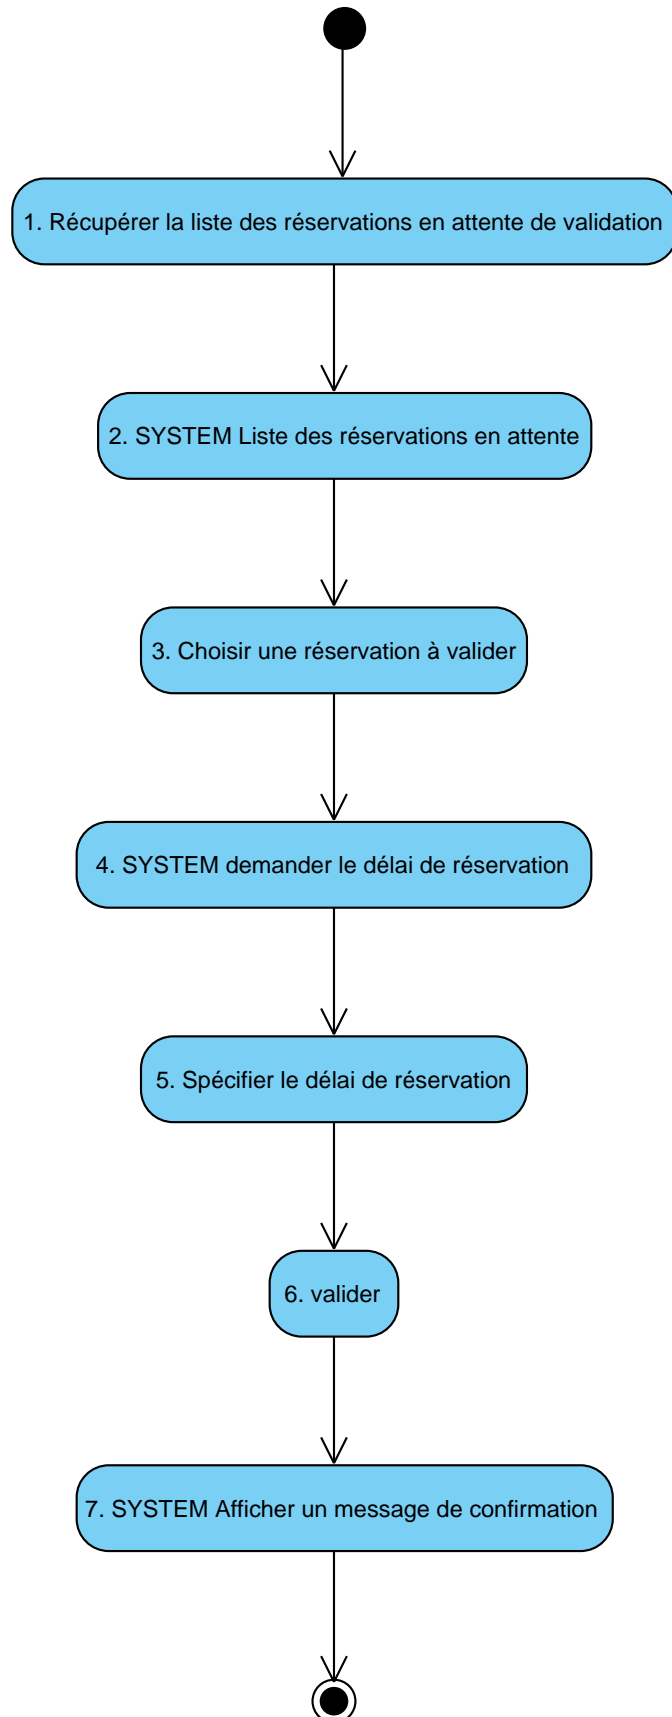 1. Récupérer la liste des réservations en attente de validation
2. SYSTEM Liste des réservations en attente
3. Choisir une réservation à valider
4. SYSTEM demander le délai de réservation
5. Spécifier le délai de réservation
6. valider
7. SYSTEM Afficher un message de confirmation